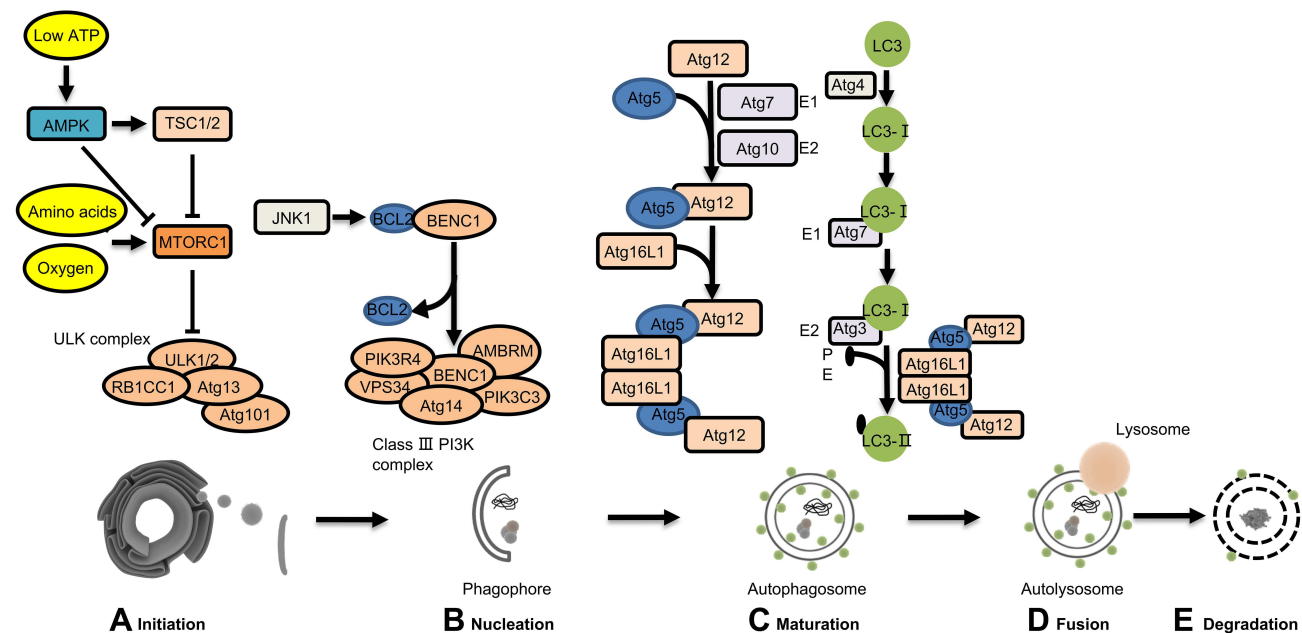 Low ATP
AMPK
TSC1/2
Amino acids
Oxygen
MTORC1
ULK complex
ULK1/2
RB1CC1
Atg13
Atg101
JNK1
BCL2
BENC1
BCL2
PIK3R4
AMBRM
VPS34
BENC1
PIK3C3
Atg14
Class Ⅲ PI3K
complex
Atg12
Atg5
Atg7
E1
Atg10
E2
Atg5
Atg12
Atg16L1
Atg5
Atg12
Atg16L1
Atg16L1
Atg5
Atg12
LC3
Atg4
LC3-Ⅰ
LC3-Ⅰ
E1
Atg7
LC3-Ⅰ
E2
Atg3
P
E
Atg5
Atg12
Atg16L1
Atg16L1
Atg5
Atg12
LC3-Ⅱ
Lysosome
Phagophore
Autophagosome
Autolysosome
A Initiation
B Nucleation
C Maturation
D Fusion
E Degradation